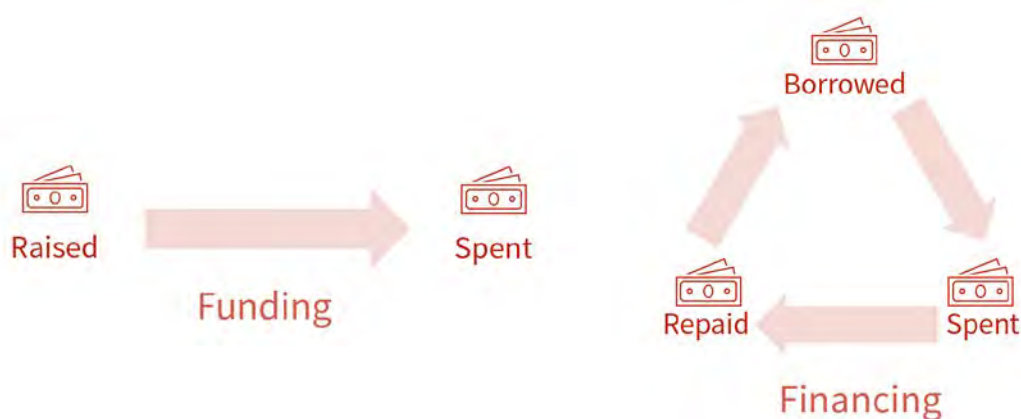 Raised
Spent
Funding
Borrowed
Repaid
Spent
Financing